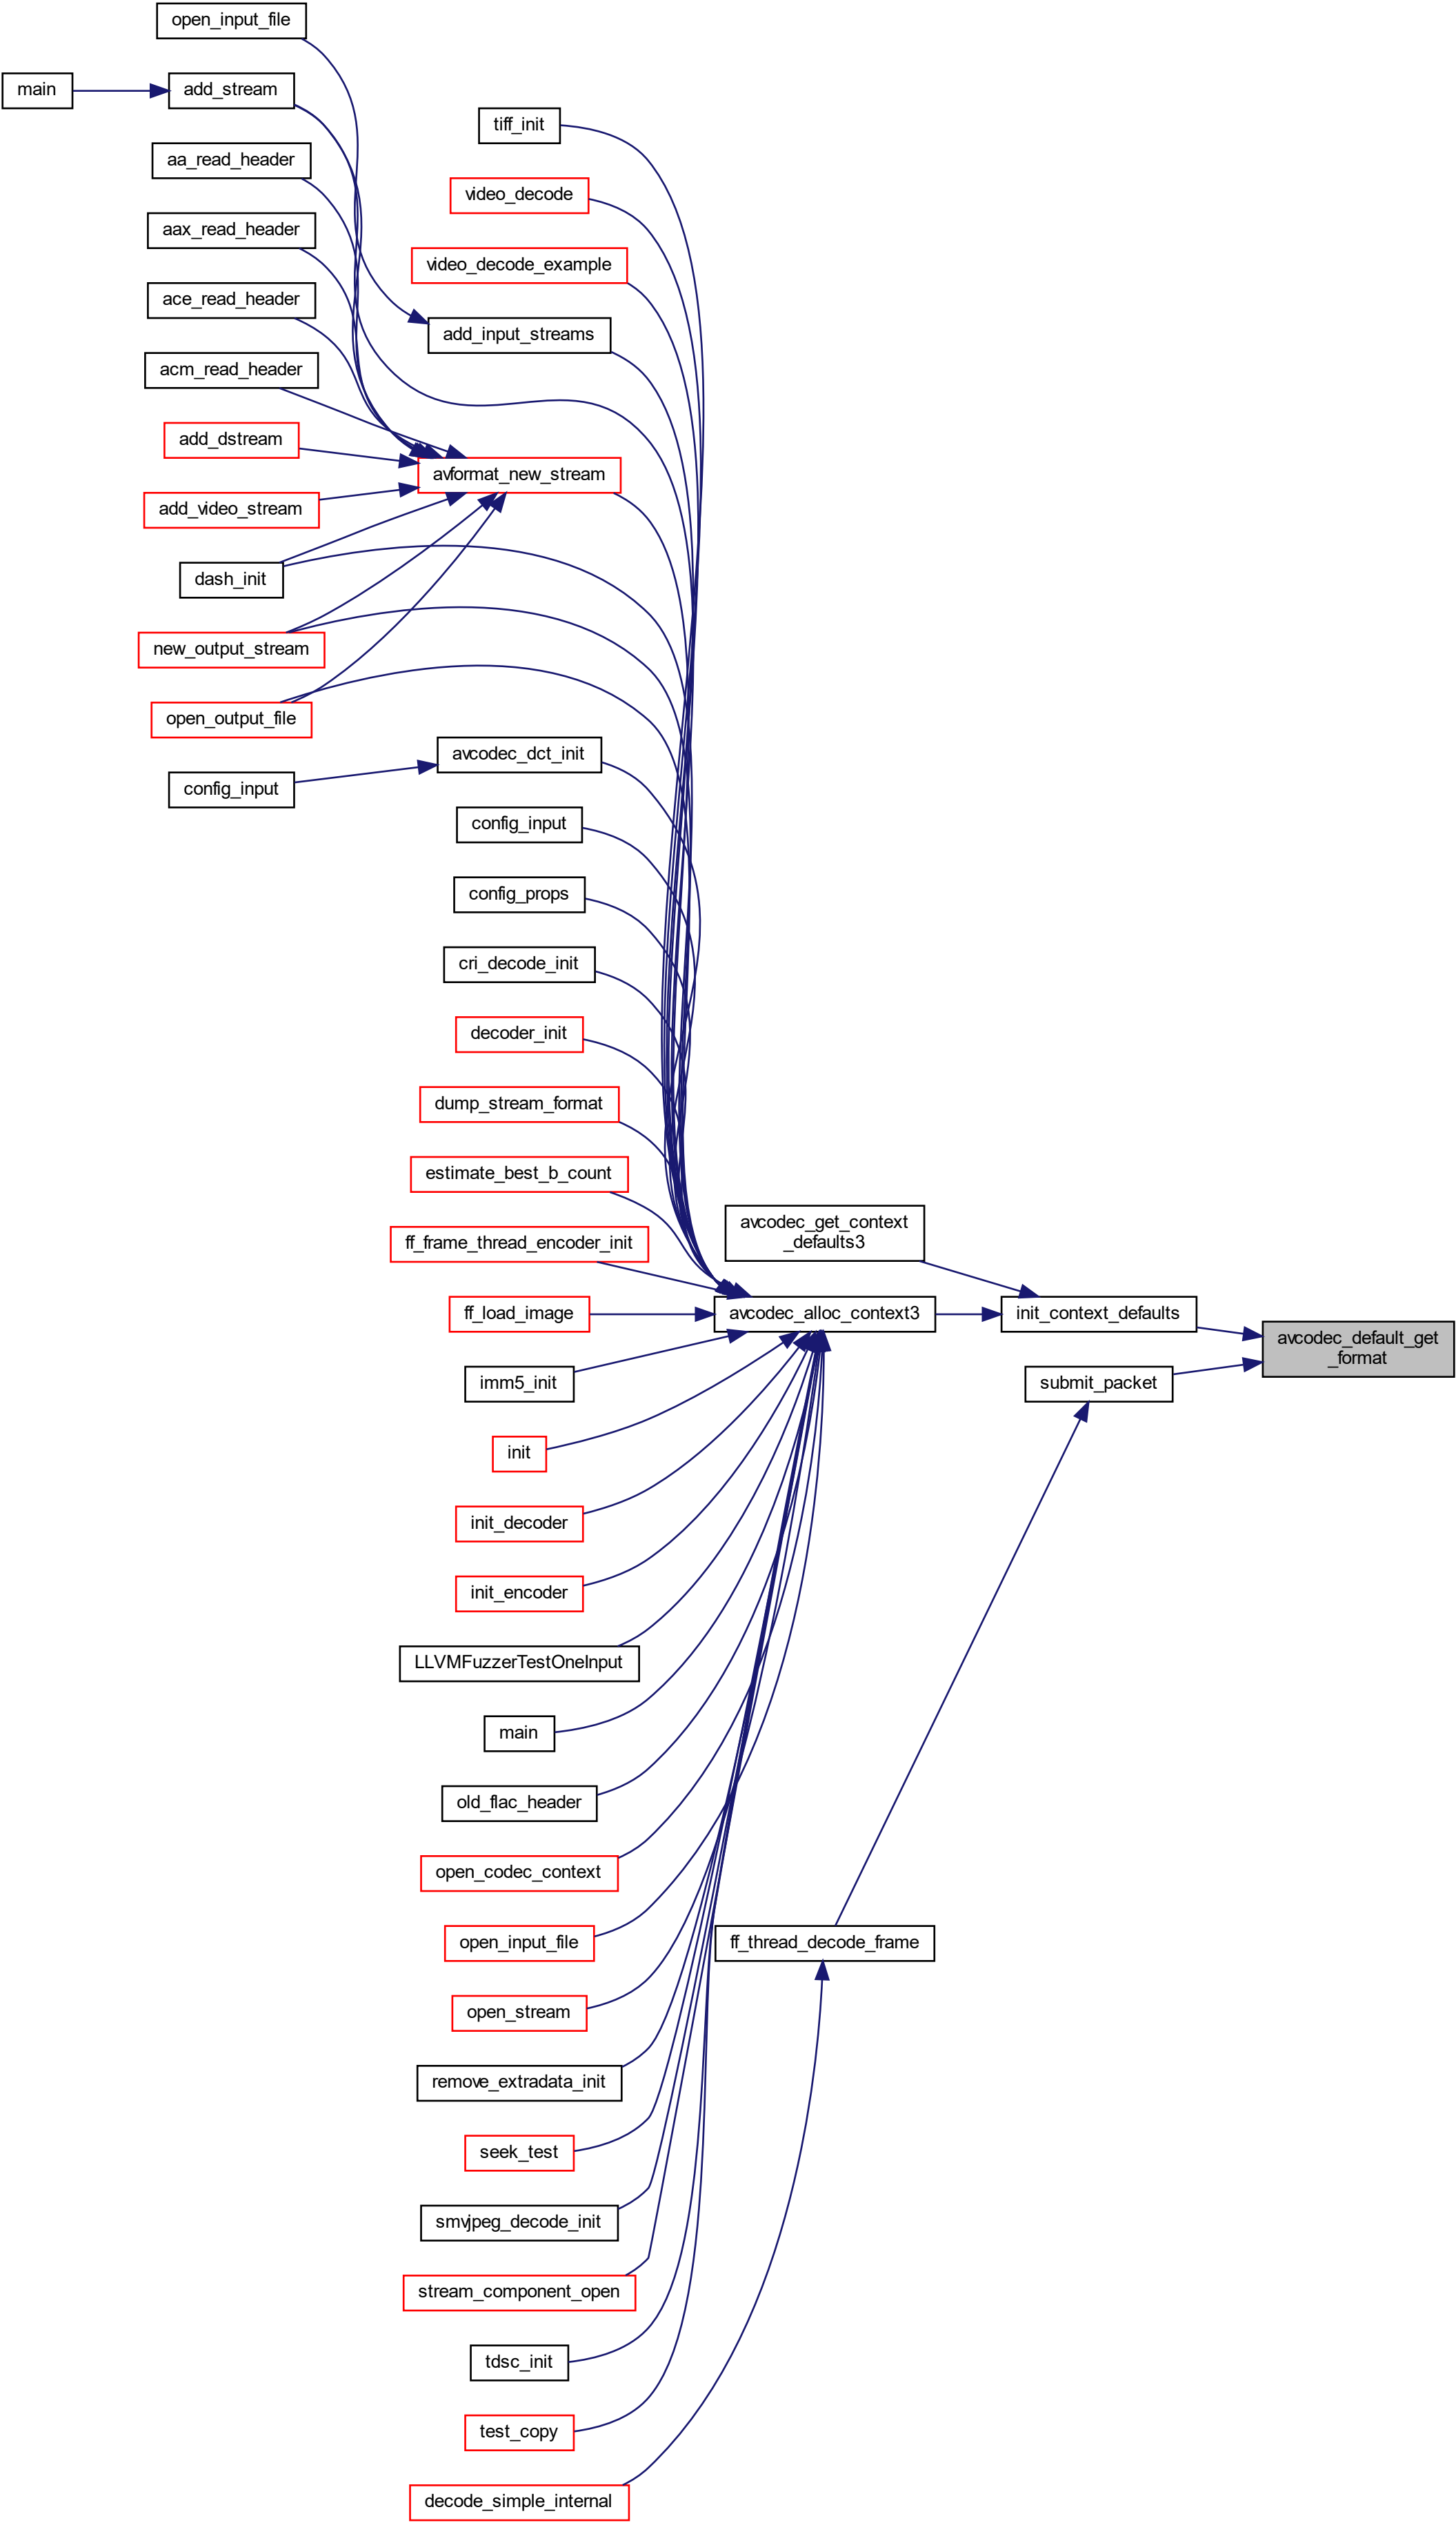 open_input_file
main
add_stream
tiff_init
aa_read_header
video_decode
aax_read_header
video_decode_example
ace_read_header
add_input_streams
acm_read_header
add_dstream
avformat_new_stream
add_video_stream
dash_init
new_output_stream
open_output_file
avcodec_dct_init
config_input
config_input
config_props
cri_decode_init
decoder_init
dump_stream_format
estimate_best_b_count
avcodec_get_context
_defaults3
ff_frame_thread_encoder_init
ff_load_image
avcodec_alloc_context3
init_context_defaults
avcodec_default_get
_format
imm5_init
submit_packet
init
init_decoder
init_encoder
LLVMFuzzerTestOneInput
main
old_flac_header
open_codec_context
open_input_file
ff_thread_decode_frame
open_stream
remove_extradata_init
seek_test
smvjpeg_decode_init
stream_component_open
tdsc_init
test_copy
decode_simple_internal